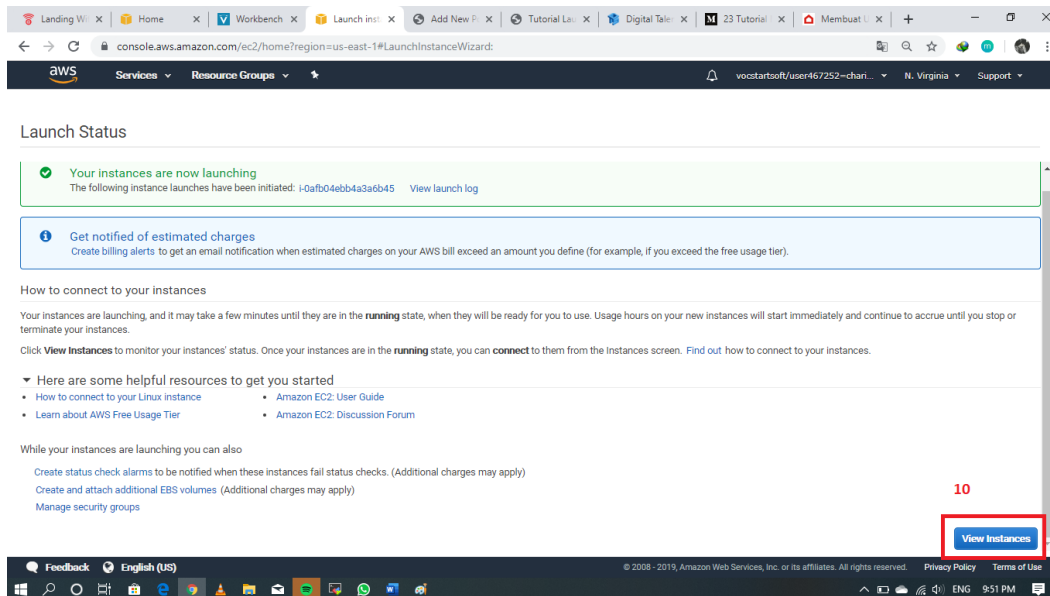 Landing Wi
Home
Workbench
Launch inst
Add New P
Tutorial Lau
Digital Tale
23 Tutorial
Membuat U
console.aws.amazon.com/ec2/home?region=us-east-1#LaunchInstanceWizard:
aws
Services
Resource Groups
vocstartsoft/user467252=chari...
N. Virginia
Support
Launch Status
Your instances are now launching
The following instance launches have been initiated: i-0afb04ebb4a3a6b45 View launch log
Get notified of estimated charges
Create billing alerts to get an email notification when estimated charges on your AWS bill exceed an amount you define (for example, if you exceed the free usage tier).
How to connect to your instances
Your instances are launching, and it may take a few minutes until they are in the running state, when they will be ready for you to use. Usage hours on your new instances will start immediately and continue to accrue until you stop or
terminate your instances.
Click View Instances to monitor your instances' status. Once your instances are in the running state, you can connect to them from the Instances screen. Find out how to connect to your instances.
Here are some helpful resources to get you started
• How to connect to your Linux instance
• Amazon EC2: User Guide
• Learn about AWS Free Usage Tier
• Amazon EC2: Discussion Forum
While your instances are launching you can also
Create status check alarms to be notified when these instances fail status checks. (Additional charges may apply)
Create and attach additional EBS volumes (Additional charges may apply)
Manage security groups
10
View Instances
Feedback
English (US)
© 2008 - 2019, Amazon Web Services, Inc. or its affiliates. All rights reserved.
Privacy Policy
Terms of Use
ENG
9:51 PM